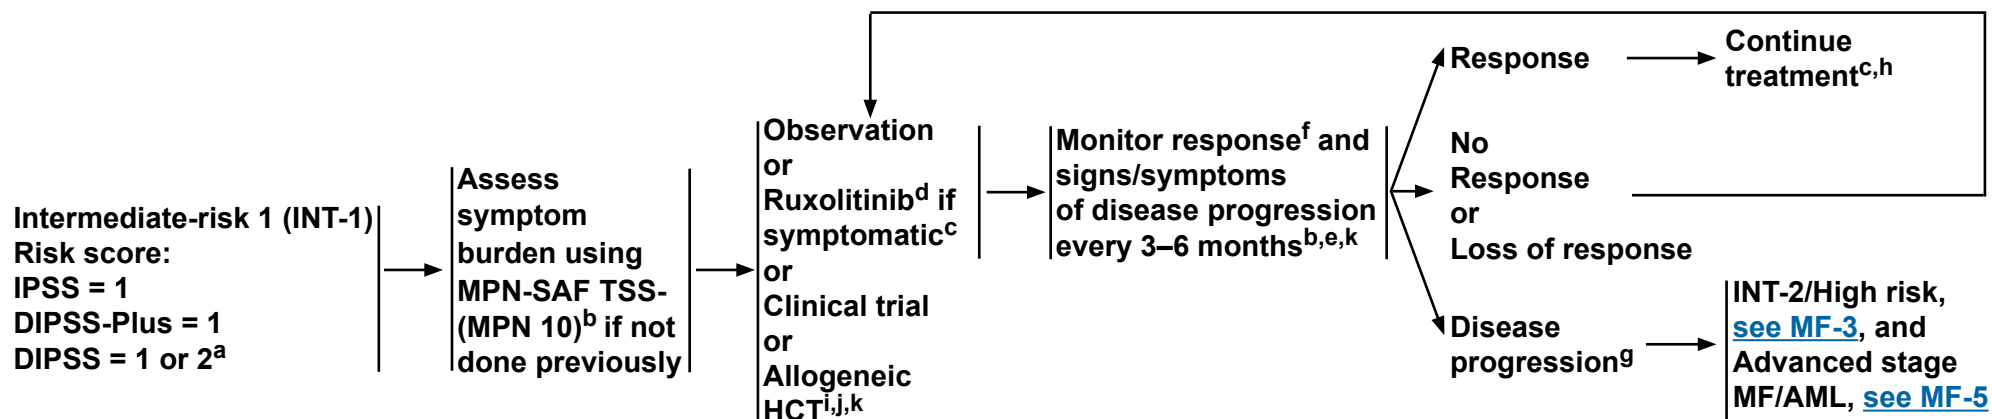 Intermediate-risk 1 (INT-1)
Risk score:
IPSS = 1
DIPSS-Plus = 1
DIPSS = 1 or 2a
Assess
symptom
burden using
MPN-SAF TSS-
(MPN 10)b if not
done previously
Observation
or
Ruxolitinibd if
symptomaticc
or
Clinical trial
or
Allogeneic
HCTi,j,k
Monitor responsef and
signs/symptoms
of disease progression
every 3–6 monthsb,e,k
Response
Continue
treatmentc,h
No
Response
or
Loss of response
Disease
progressiong
INT-2/High risk,
see MF-3, and
Advanced stage
MF/AML, see MF-5